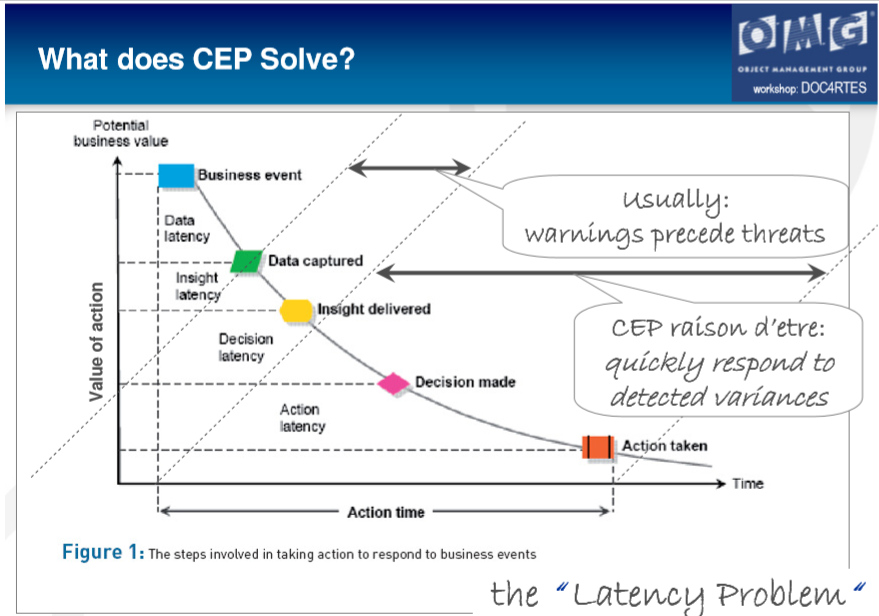 What does CEP Solve?
OMG
OBJECT MANAGEMENT GROUP
workshop: DOC4RTES
Potential
business value
Business event
Usually:
warnings precede threats
Data
latency
Data captured
Insight
latency
Insight delivered
CEP raison d'etre:
quickly respond to
detected variances
Decision
latency
Value of action
Decision made
Action
latency
Action taken
Time
Action time
Figure 1: The steps involved in taking action to respond to business events
the "Latency Problem"